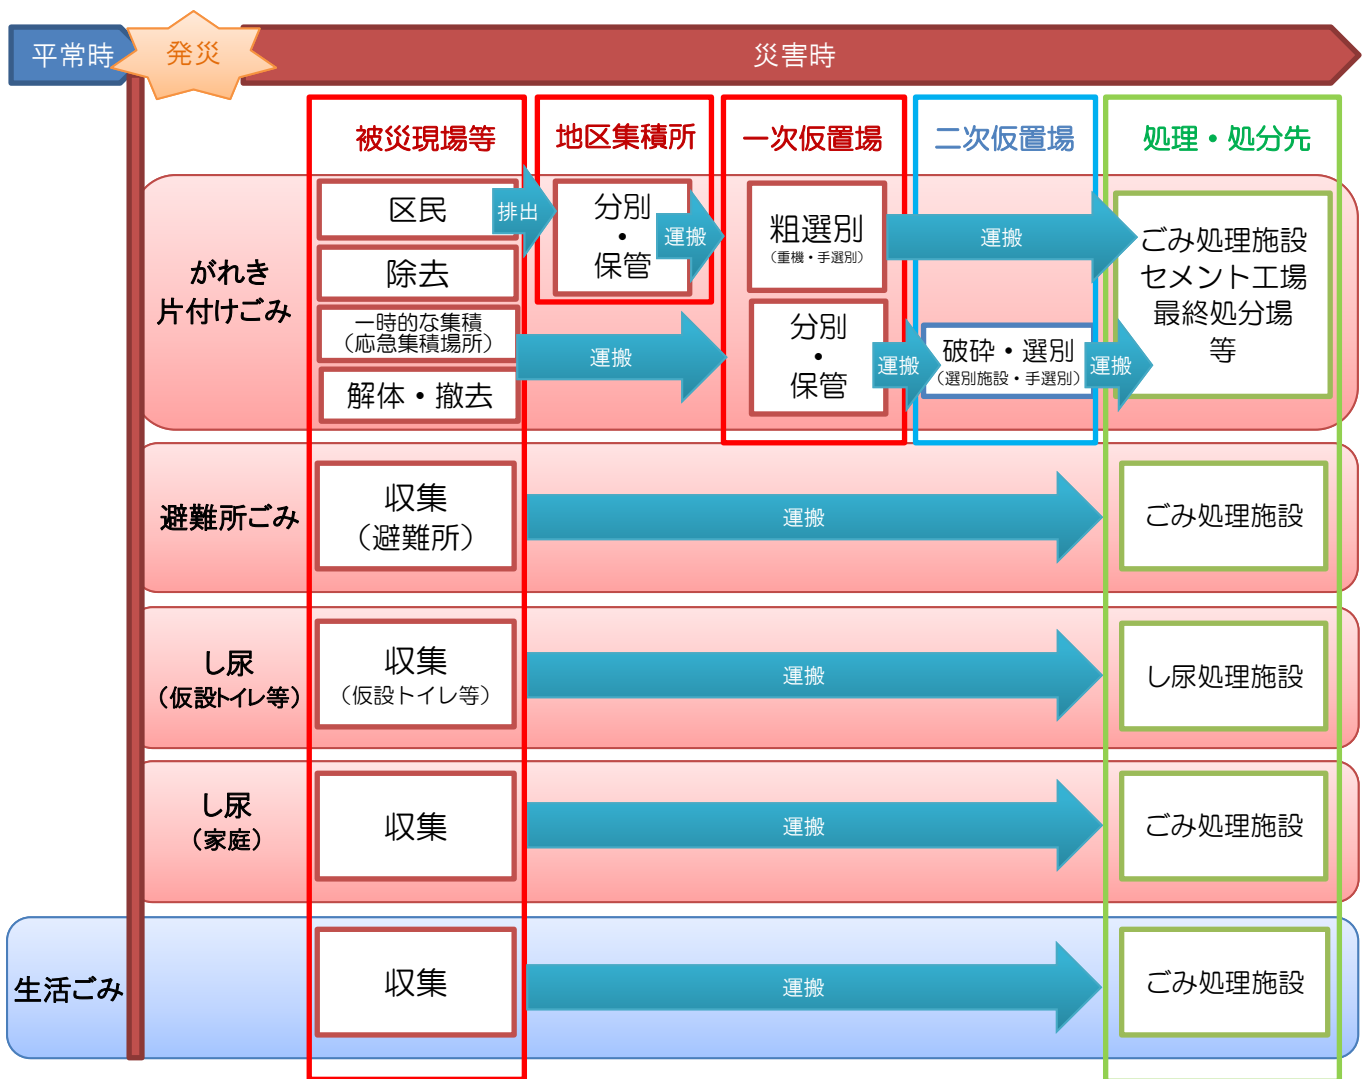 平常時
発災
災害時
被災現場等
地区集積所
一次仮置場
二次仮置場
処理・処分先
がれき
片付けごみ
区民
排出
除去
一時的な集積
（応急集積場所）
解体・撤去
分別
・
保管
運搬
運搬
粗選別
（重機・手選別）
分別
・
保管
運搬
運搬
破砕・選別
（選別施設・手選別）
運搬
ごみ処理施設
セメント工場
最終処分場
等
避難所ごみ
収集
（避難所）
運搬
ごみ処理施設
し尿
（仮設トイレ等）
収集
（仮設トイレ等）
運搬
し尿処理施設
し尿
（家庭）
収集
運搬
ごみ処理施設
生活ごみ
収集
運搬
ごみ処理施設